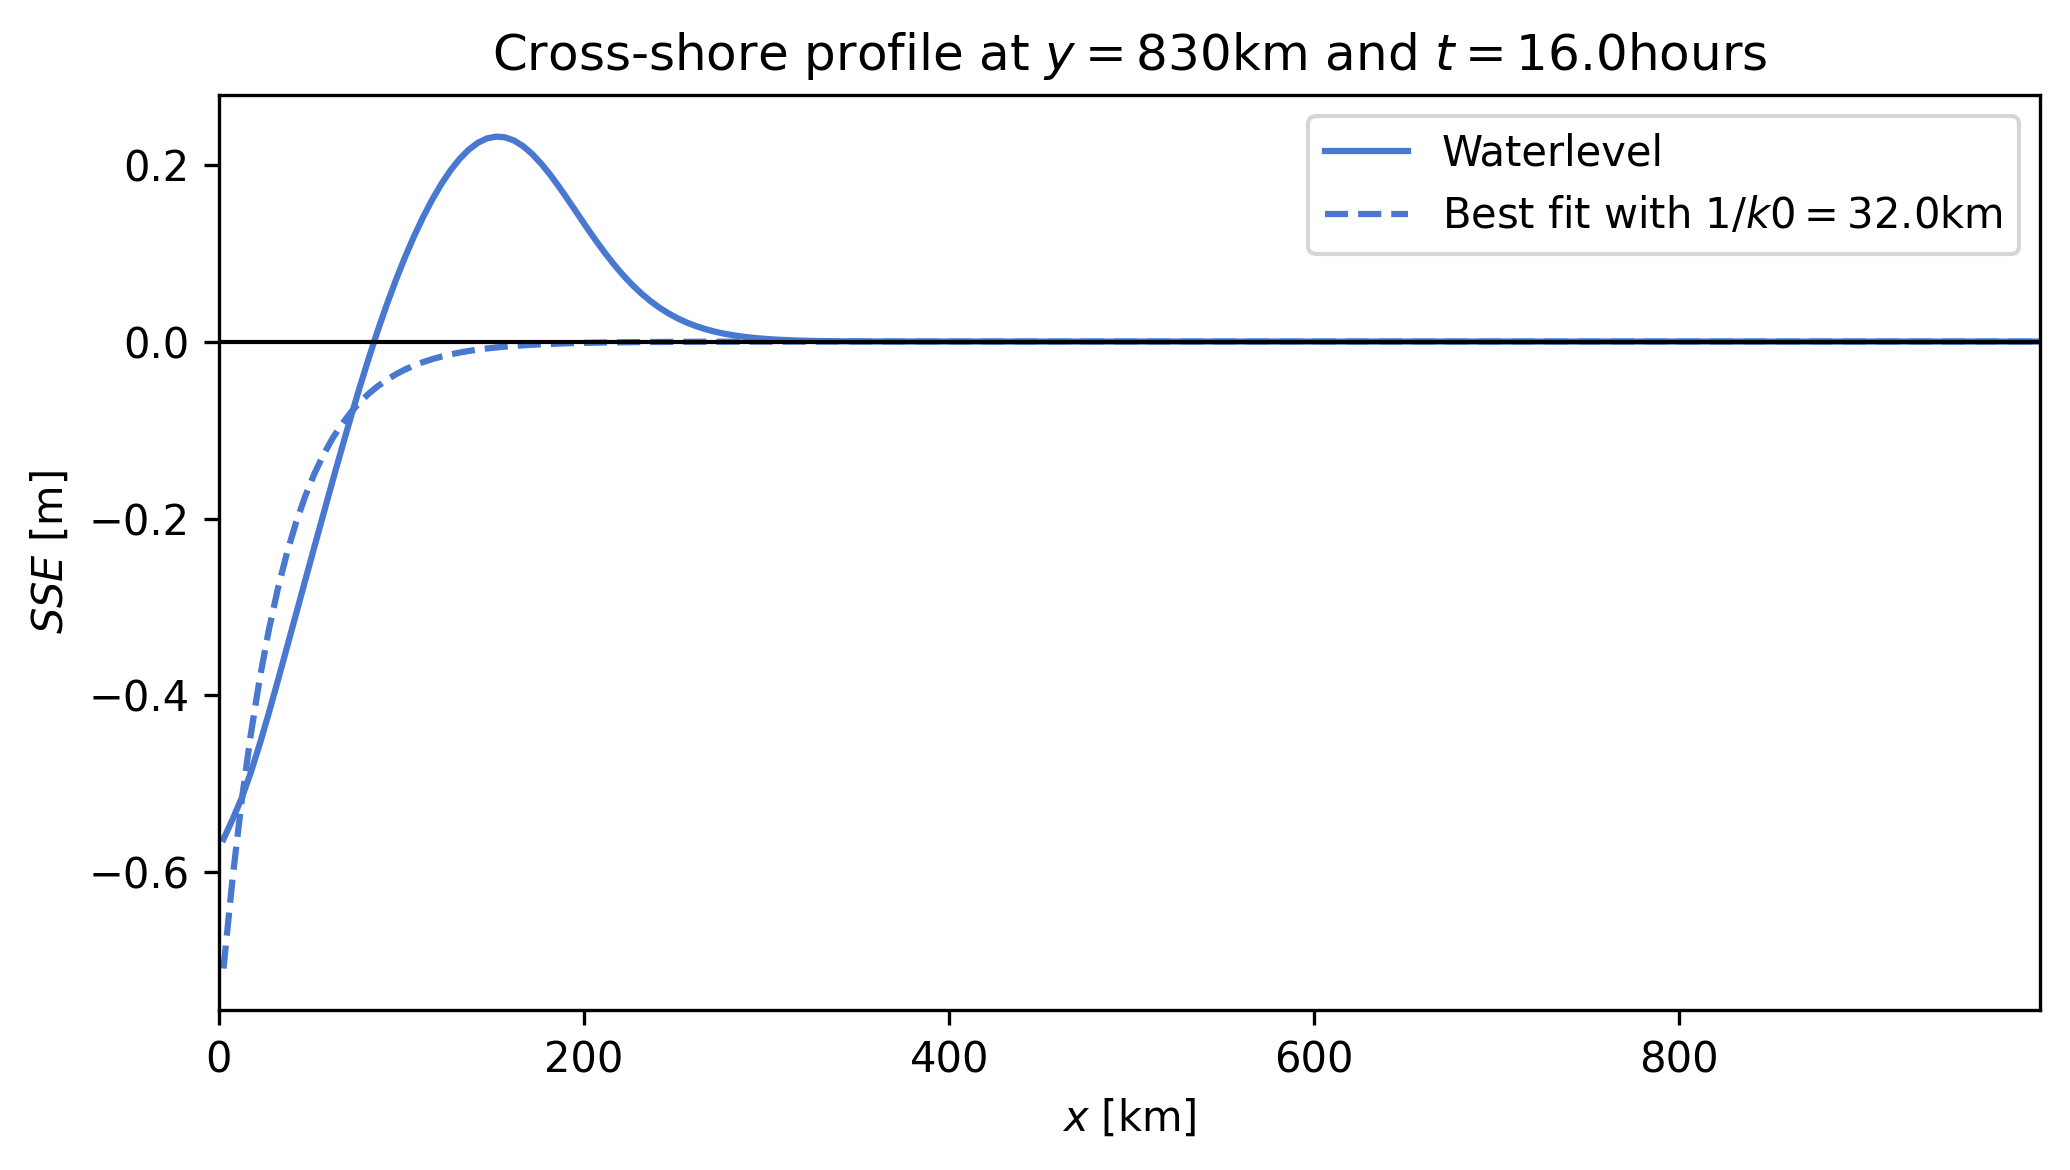 Cross-shore profile at y = 830km and t = 16.0hours
Waterlevel
Best fit with 1/k0 = 32.0km
0.2
0.0
−0.2
−0.4
−0.6
SSE [m]
0
200
400
600
800
x [km]